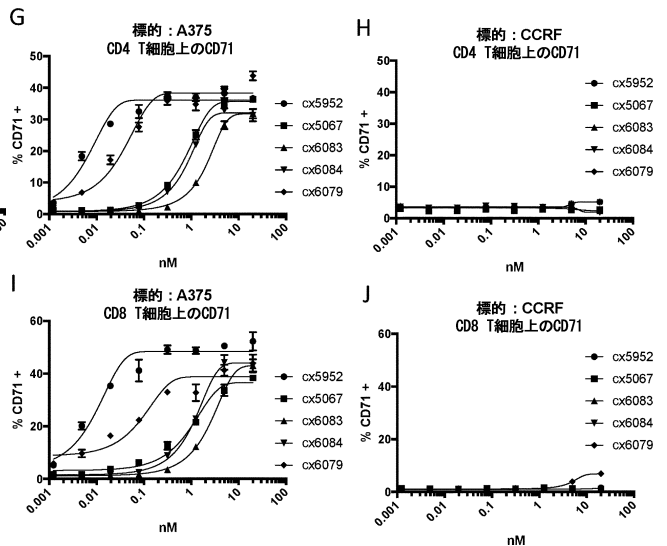 G
標的：A375
CD4 T細胞上のCD71
% CD71 +
50
40
30
20
10
0
0.001
0.01
0.1
1
10
100
nM
cx5952
cx5067
cx6083
cx6084
cx6079
H
標的：CCRF
CD4 T細胞上のCD71
% CD71 +
50
40
30
20
10
0
0.001
0.01
0.1
1
10
100
nM
cx5952
cx5067
cx6083
cx6084
cx6079
I
標的：A375
CD8 T細胞上のCD71
% CD71 +
60
40
20
0
0.001
0.01
0.1
1
10
100
nM
cx5952
cx5067
cx6083
cx6084
cx6079
J
標的：CCRF
CD8 T細胞上のCD71
% CD71 +
60
40
20
0
0.001
0.01
0.1
1
10
100
nM
cx5952
cx5067
cx6083
cx6084
cx6079